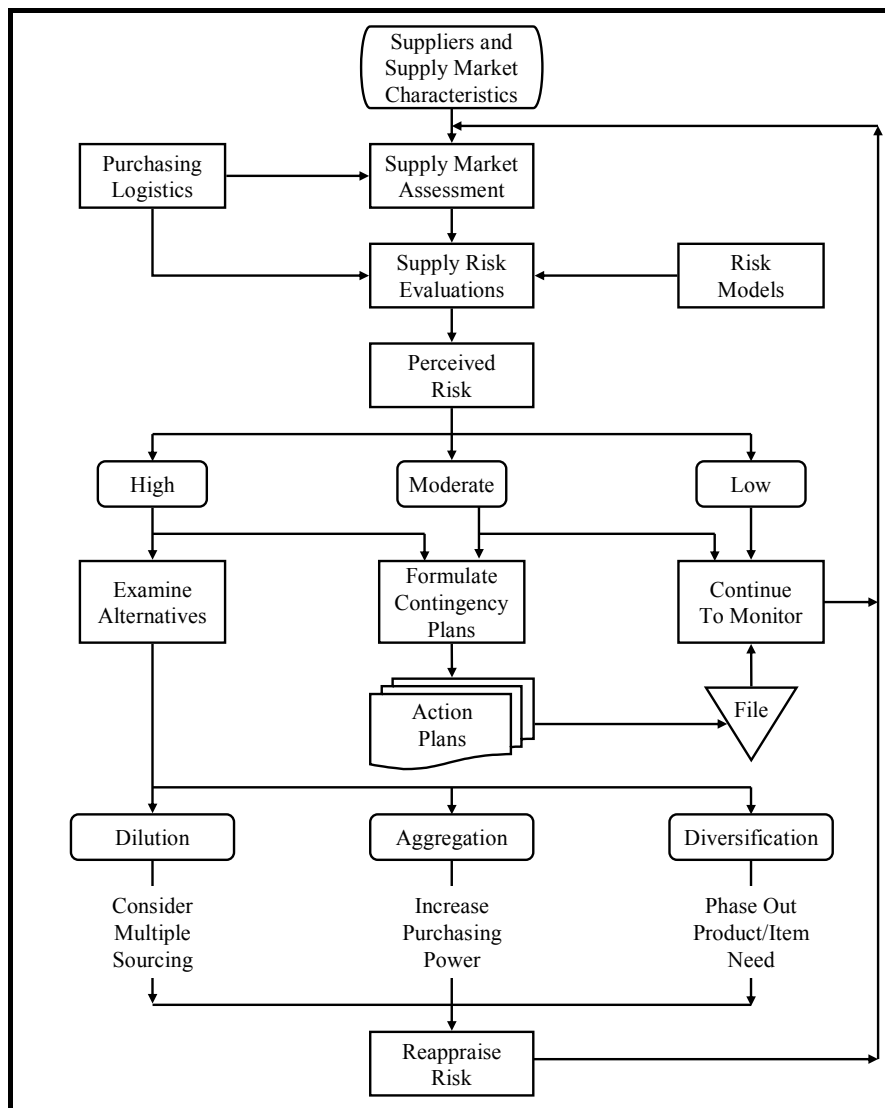 Suppliers and
Supply Market
Characteristics
Purchasing
Logistics
Supply Market
Assessment
Supply Risk
Evaluations
Risk
Models
Perceived
Risk
High
Moderate
Low
Examine
Alternatives
Formulate
Contingency
Plans
Continue
To Monitor
Action
Plans
File
Dilution
Aggregation
Diversification
Consider
Multiple
Sourcing
Increase
Purchasing
Power
Phase Out
Product/Item
Need
Reappraise
Risk